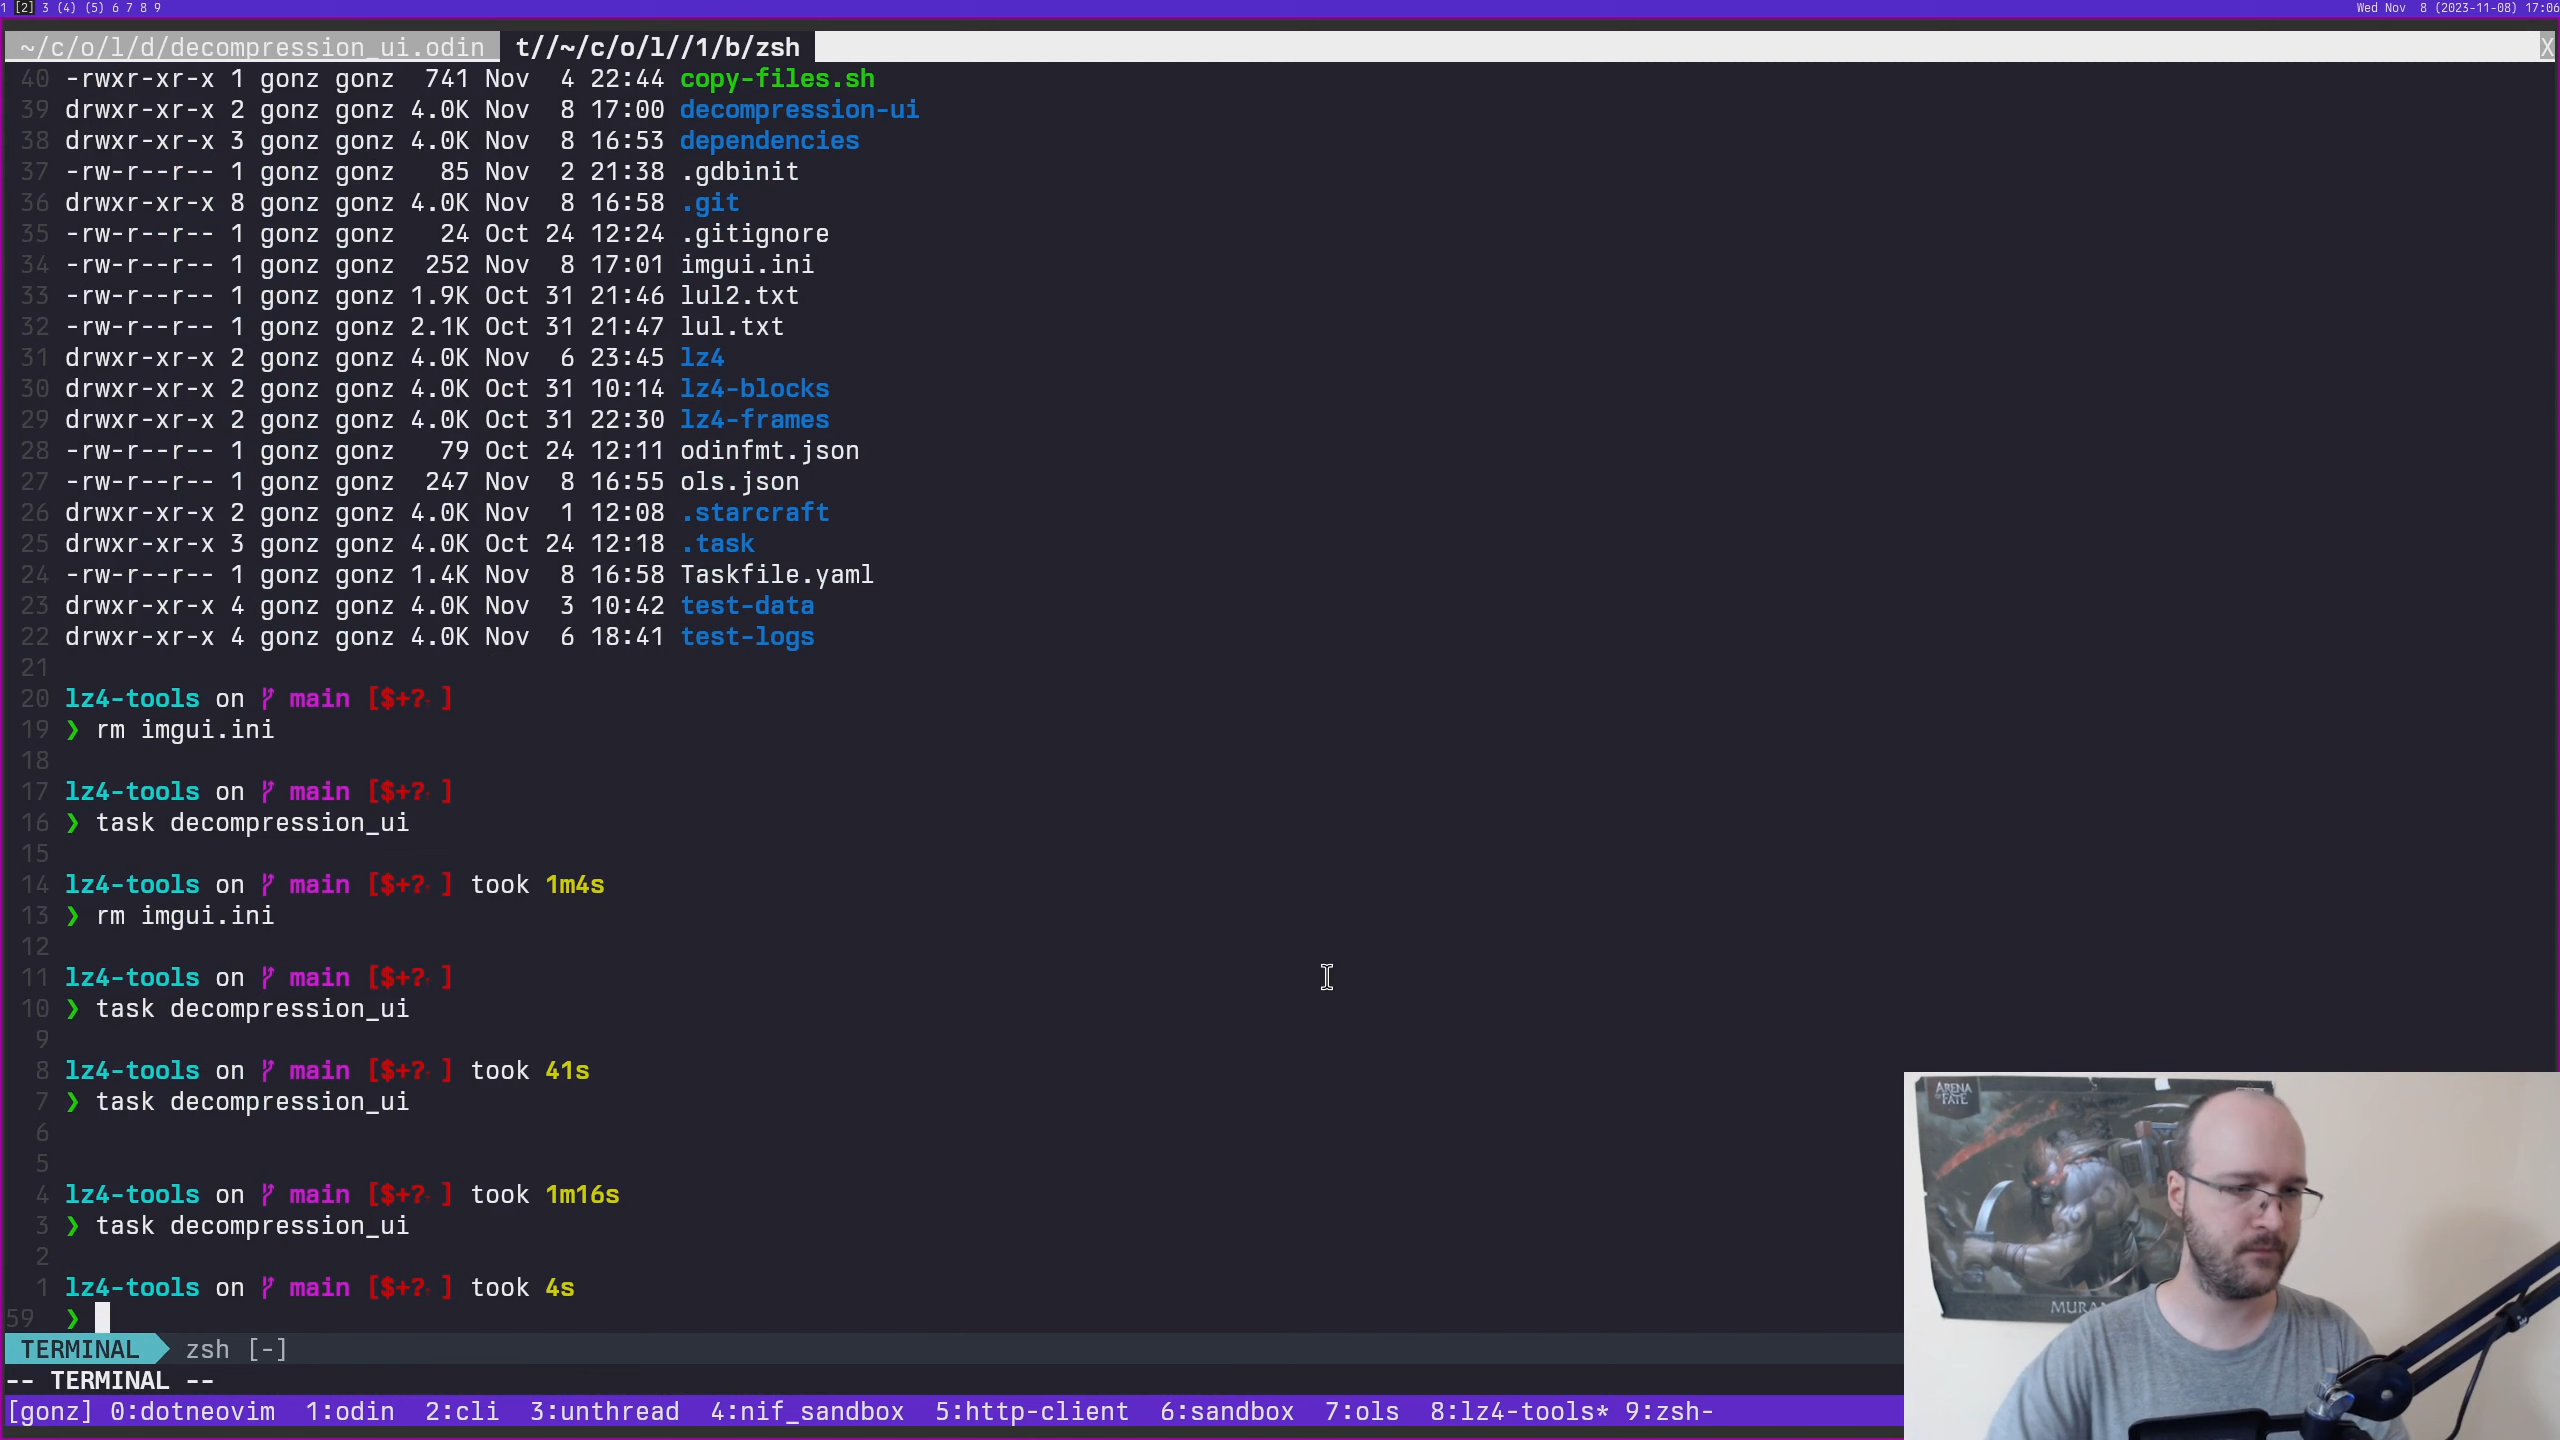 1 [2] 3 (4) (5) 6 7 8 9 Wed Nov 8 (2023-11-08) 17:06
~/c/o/l/d/decompression_ui.odin t//~/c/o/l//1/b/zsh X
40 -rwxr-xr-x 1 gonz gonz 741 Nov 4 22:44 copy-files.sh
39 drwxr-xr-x 2 gonz gonz 4.0K Nov 8 17:00 decompression-ui
38 drwxr-xr-x 3 gonz gonz 4.0K Nov 8 16:53 dependencies
37 -rw-r--r-- 1 gonz gonz 85 Nov 2 21:38 .gdbinit
36 drwxr-xr-x 8 gonz gonz 4.0K Nov 8 16:58 .git
35 -rw-r--r-- 1 gonz gonz 24 Oct 24 12:24 .gitignore
34 -rw-r--r-- 1 gonz gonz 252 Nov 8 17:01 imgui.ini
33 -rw-r--r-- 1 gonz gonz 1.9K Oct 31 21:46 lul2.txt
32 -rw-r--r-- 1 gonz gonz 2.1K Oct 31 21:47 lul.txt
31 drwxr-xr-x 2 gonz gonz 4.0K Nov 6 23:45 lz4
30 drwxr-xr-x 2 gonz gonz 4.0K Oct 31 10:14 lz4-blocks
29 drwxr-xr-x 2 gonz gonz 4.0K Oct 31 22:30 lz4-frames
28 -rw-r--r-- 1 gonz gonz 79 Oct 24 12:11 odinfmt.json
27 -rw-r--r-- 1 gonz gonz 247 Nov 8 16:55 ols.json
26 drwxr-xr-x 2 gonz gonz 4.0K Nov 1 12:08 .starcraft
25 drwxr-xr-x 3 gonz gonz 4.0K Oct 24 12:18 .task
24 -rw-r--r-- 1 gonz gonz 1.4K Nov 8 16:58 Taskfile.yaml
23 drwxr-xr-x 4 gonz gonz 4.0K Nov 3 10:42 test-data
22 drwxr-xr-x 4 gonz gonz 4.0K Nov 6 18:41 test-logs
21
20 lz4-tools on main [$+? ]
19 ❯ rm imgui.ini
18
17 lz4-tools on main [$+? ]
16 ❯ task decompression_ui
15
14 lz4-tools on main [$+? ] took 1m4s
13 ❯ rm imgui.ini
12
11 lz4-tools on main [$+? ]
10 ❯ task decompression_ui
9
8 lz4-tools on main [$+? ] took 41s
7 ❯ task decompression_ui
6
5
4 lz4-tools on main [$+? ] took 1m16s
3 ❯ task decompression_ui
2
1 lz4-tools on main [$+? ] took 4s
59 ❯
TERMINAL zsh [-]
-- TERMINAL --
[gonz] 0:dotneovim 1:odin 2:cli 3:unthread 4:nif_sandbox 5:http-client 6:sandbox 7:ols 8:lz4-tools* 9:zsh-
ARENA
FATE